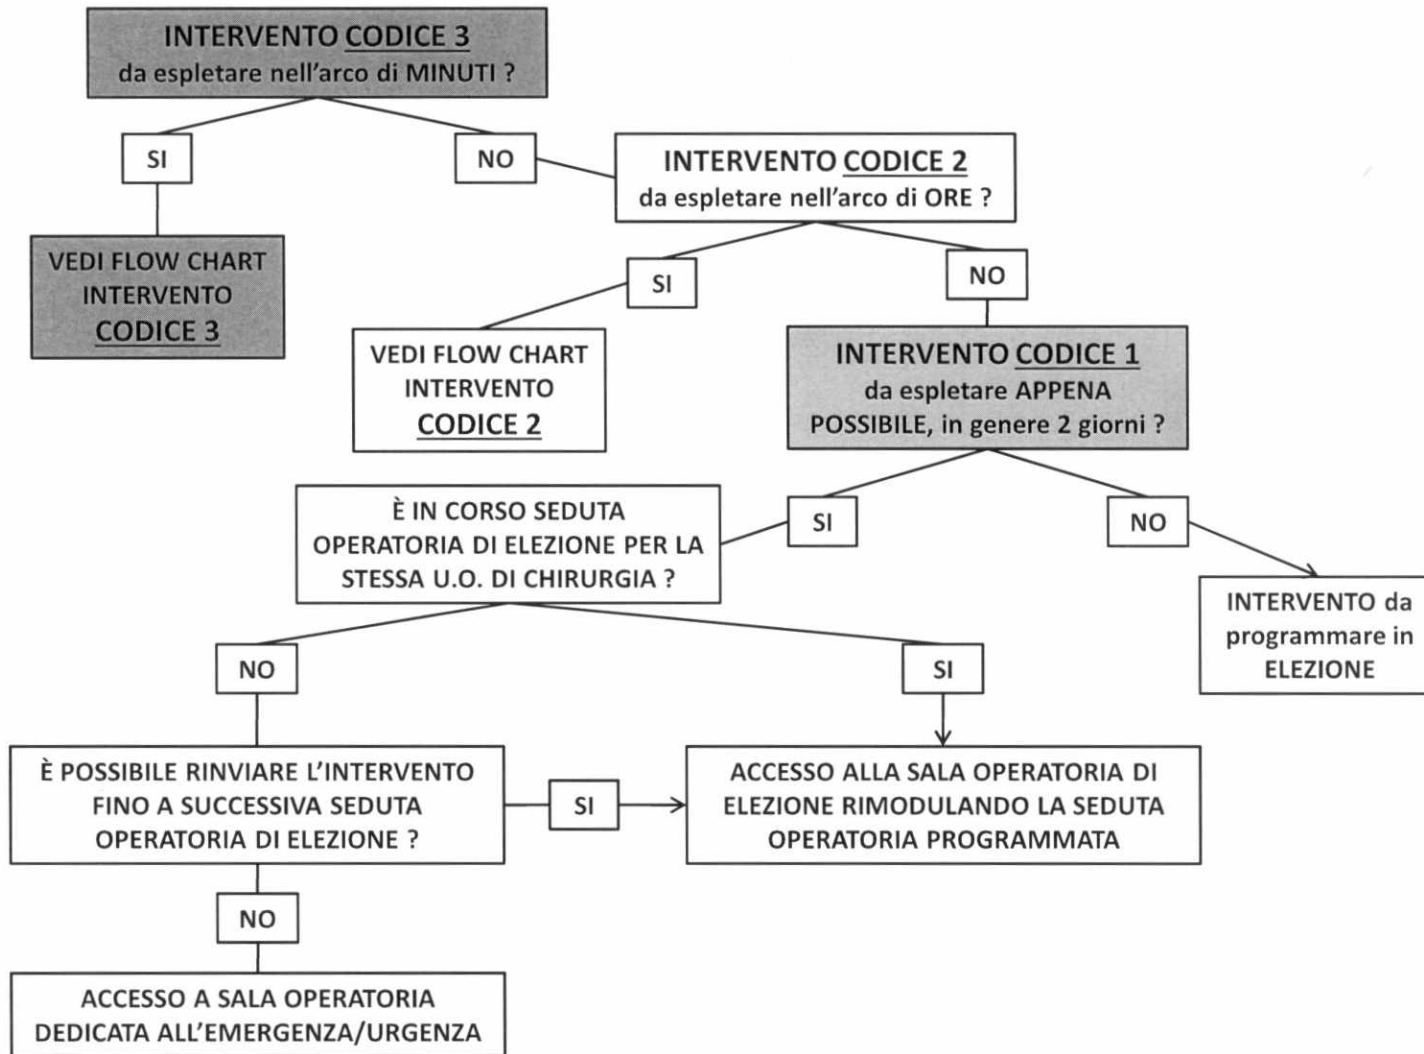 INTERVENTO CODICE 3
da espletare nell'arco di MINUTI ?
SI
NO
INTERVENTO CODICE 2
da espletare nell'arco di ORE ?
VEDI FLOW CHART
INTERVENTO
CODICE 3
SI
NO
VEDI FLOW CHART
INTERVENTO
CODICE 2
INTERVENTO CODICE 1
da espletare APPENA
POSSIBILE, in genere 2 giorni ?
È IN CORSO SEDUTA
OPERATORIA DI ELEZIONE PER LA
STESSA U.O. DI CHIRURGIA ?
SI
NO
INTERVENTO da
programmare in
ELEZIONE
NO
SI
È POSSIBILE RINVIARE L'INTERVENTO
FINO A SUCCESSIVA SEDUTA
OPERATORIA DI ELEZIONE ?
SI
ACCESSO ALLA SALA OPERATORIA DI
ELEZIONE RIMODULANDO LA SEDUTA
OPERATORIA PROGRAMMATA
NO
ACCESSO A SALA OPERATORIA
DEDICATA ALL'EMERGENZA/URGENZA